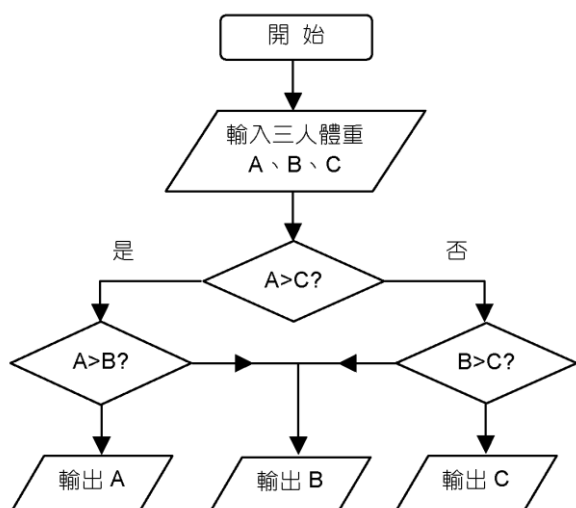 開 始
輸入三人體重
A、B、C
是
否
A>C?
A>B?
B>C?
輸出 A
輸出 B
輸出 C